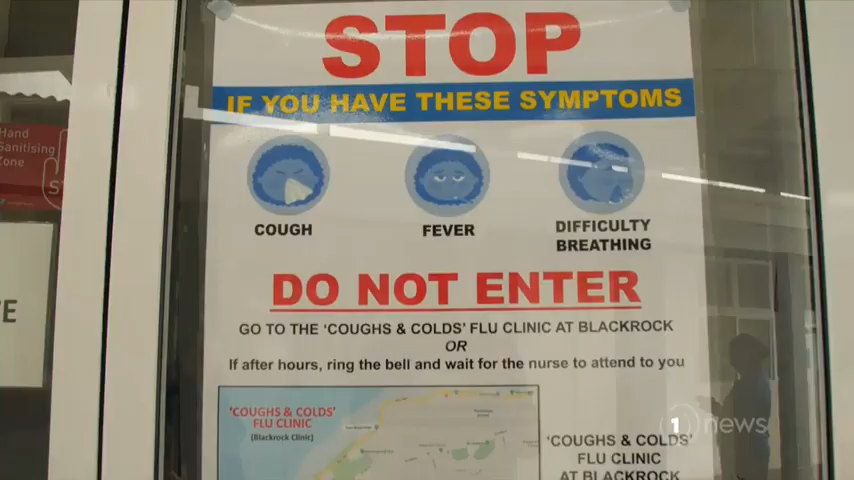 STOP
IF YOU HAVE THESE SYMPTOMS
Hand
Sanitising
Zone
COUGH
FEVER
DIFFICULTY
BREATHING
DO NOT ENTER
GO TO THE ‘COUGHS & COLDS’ FLU CLINIC AT BLACKROCK
OR
If after hours, ring the bell and wait for the nurse to attend to you
‘COUGHS & COLDS’
FLU CLINIC
(Blackrock Clinic)
1 news
‘COUGHS & COLDS’
FLU CLINIC
AT BLACKROCK